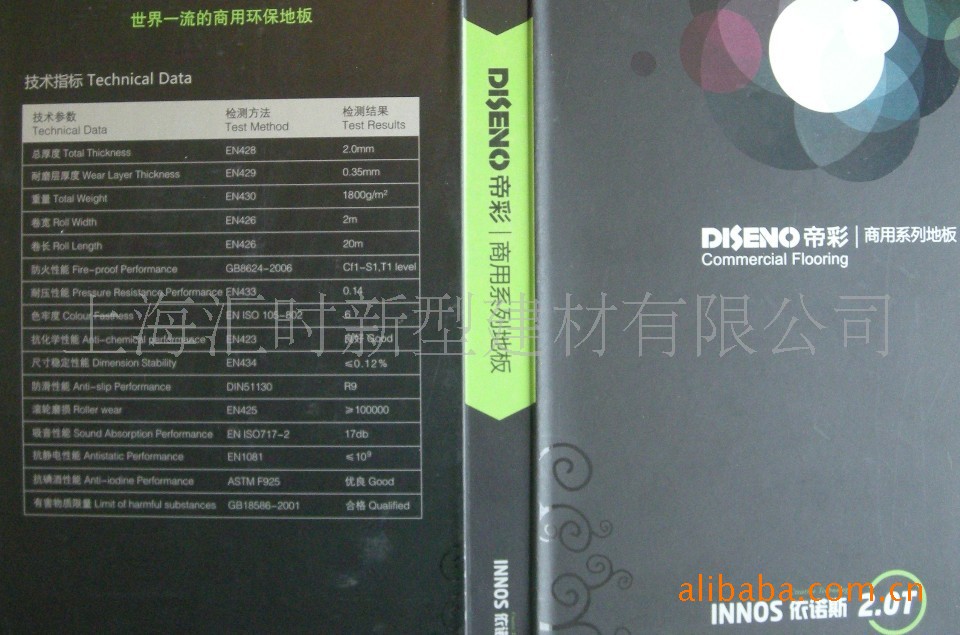 世界一流的商用环保地板
技术指标 Technical Data
技术参数 检测方法 检测结果
Technical Data Test Method Test Results
总厚度 Total Thickness EN428 2.0mm
耐磨层厚度 Wear Layer Thickness EN429 0.35mm
重量 Total Weight EN430 1800g/m²
卷宽 Roll Width EN426 2m
卷长 Roll Length EN426 20m
防火性能 Fire-proof Performance GB8624-2006 Cf1-S1,T1 level
耐压性能 Pressure Resistance Performance EN433 0.14
色牢度 Colour Fastness EN ISO 105-B02 6
抗化学性能 Anti-chemical performance EN423 良好 Good
尺寸稳定性能 Dimension Stability EN434 ≤0.12%
防滑性能 Anti-slip Performance DIN51130 R9
滚轮磨损 Roller wear EN425 ≥100000
吸音性能 Sound Absorption Performance EN ISO717-2 17db
抗静电性能 Antistatic Performance EN1081 ≤10⁹
抗碘酒性能 Anti-iodine Performance ASTM F925 优良 Good
有害物质限量 Limit of harmful substances GB18586-2001 合格 Qualified
DISENO 帝彩 | 商用系列地板
INNOS 依诺斯
DISENO 帝彩 | 商用系列地板
Commercial Flooring
上海汇时新型建材有限公司
alibaba.com.cn
INNOS 依诺斯 2.0T